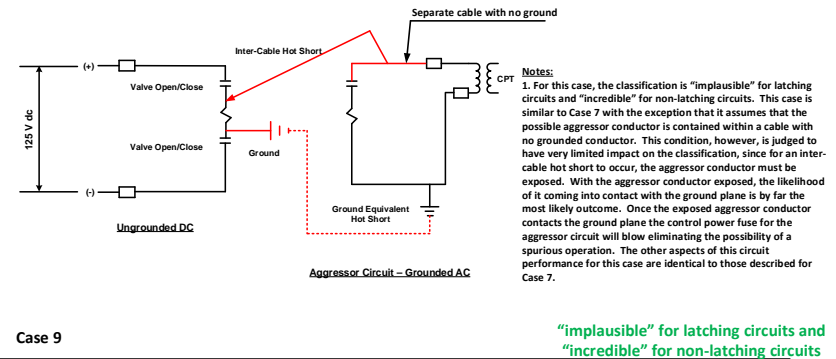 Separate cable with no ground
Inter-Cable Hot Short
(+)
Valve Open/Close
125 V dc
Valve Open/Close
Ground
(-)
Ungrounded DC
CPT
Ground Equivalent
Hot Short
Aggressor Circuit – Grounded AC
Notes:
1. For this case, the classification is “implausible” for latching
circuits and “incredible” for non-latching circuits. This case is
similar to Case 7 with the exception that it assumes that the
possible aggressor conductor is contained within a cable with
no grounded conductor. This condition, however, is judged to
have very limited impact on the classification, since for an inter-
cable hot short to occur, the aggressor conductor must be
exposed. With the aggressor conductor exposed, the likelihood
of it coming into contact with the ground plane is by far the
most likely outcome. Once the exposed aggressor conductor
contacts the ground plane the control power fuse for the
aggressor circuit will blow eliminating the possibility of a
spurious operation. The other aspects of this circuit
performance for this case are identical to those described for
Case 7.
Case 9
“implausible” for latching circuits and
“incredible” for non-latching circuits